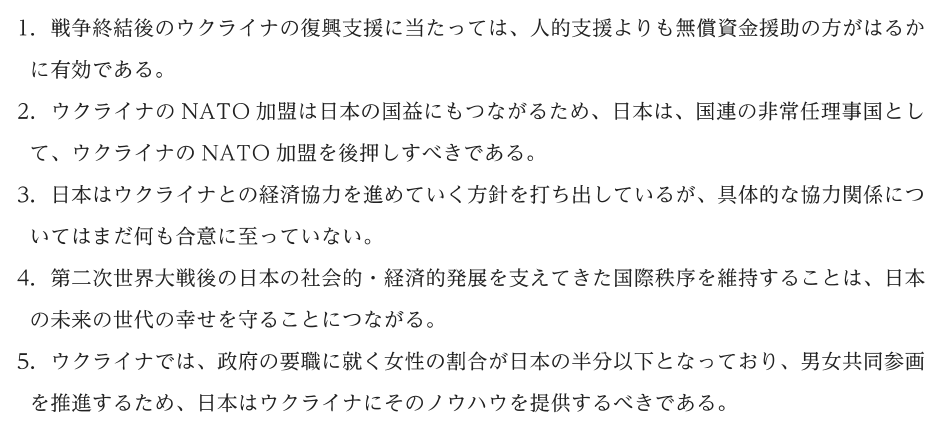 1．戦争終結後のウクライナの復興支援に当たっては、人的支援よりも無償資金援助の方がはるか
に有効である。
2．ウクライナの NATO 加盟は日本の国益にもつながるため、日本は、国連の非常任理事国とし
て、ウクライナの NATO 加盟を後押しすべきである。
3．日本はウクライナとの経済協力を進めていく方針を打ち出しているが、具体的な協力関係につ
いてはまだ何も合意に至っていない。
4．第二次世界大戦後の日本の社会的・経済的発展を支えてきた国際秩序を維持することは、日本
の未来の世代の幸せを守ることにつながる。
5．ウクライナでは、政府の要職に就く女性の割合が日本の半分以下となっており、男女共同参画
を推進するため、日本はウクライナにそのノウハウを提供するべきである。